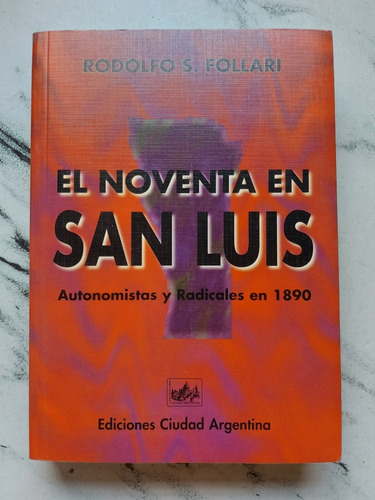 RODOLFO S. FOLLARI
EL NOVENTA EN
SAN LUIS
Autonomistas y Radicales en 1890
Ediciones Ciudad Argentina